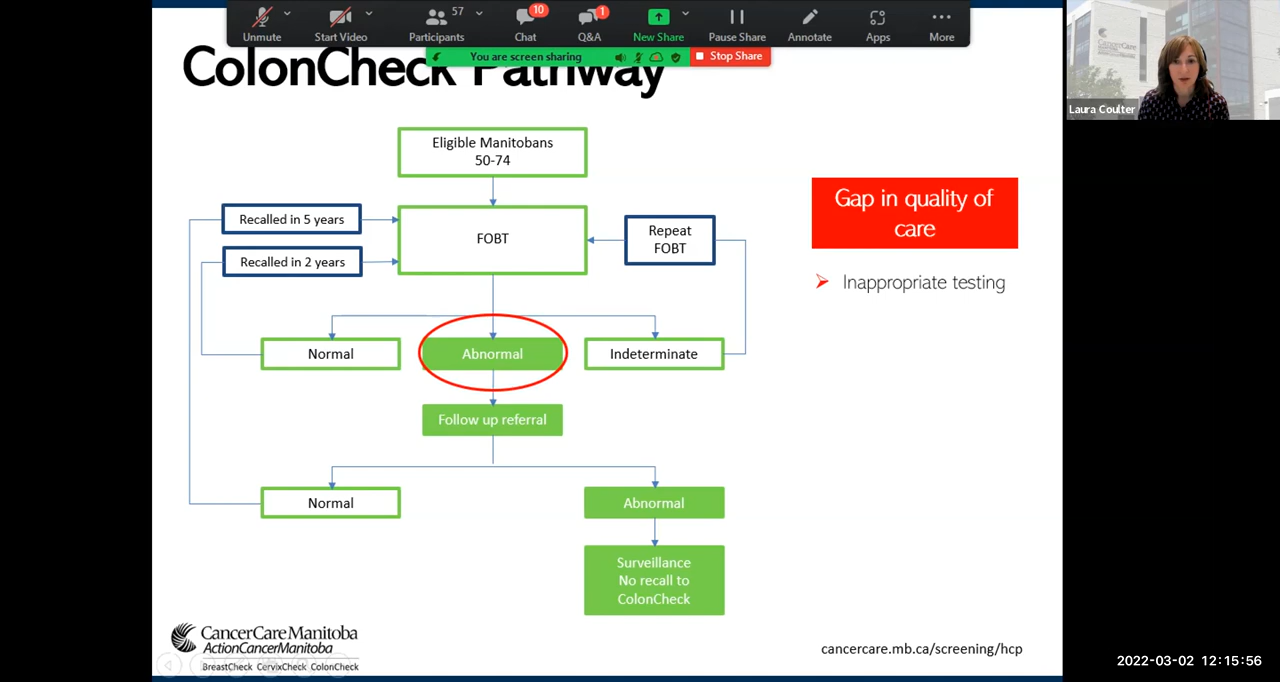 57
10
1
Unmute
Start Video
Participants
Chat
Q&A
New Share
Pause Share
Annotate
Apps
More
You are screen sharing
Stop Share
ColonCheck Pathway
CancerCare
Laura Coulter
Eligible Manitobans
50-74
Recalled in 5 years
Recalled in 2 years
FOBT
Repeat
FOBT
Gap in quality of
care
Inappropriate testing
Normal
Abnormal
Indeterminate
Follow up referral
Normal
Abnormal
Surveillance
No recall to
ColonCheck
CancerCareManitoba
ActionCancerManitoba
BreastCheck CervixCheck ColonCheck
cancercare.mb.ca/screening/hcp
2022-03-02 12:15:56